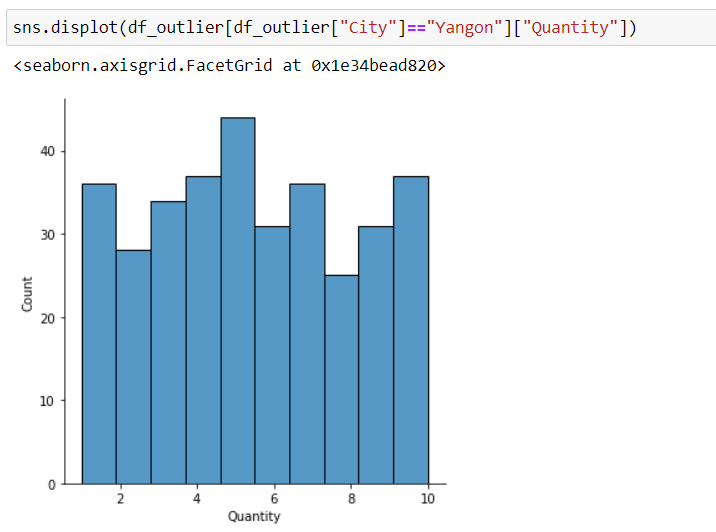 sns.displot(df_outlier[df_outlier["City"]=="Yangon"]["Quantity"])
<seaborn.axisgrid.FacetGrid at 0x1e34bead820>
40
30
20
10
0
Count
2 4 6 8 10
Quantity